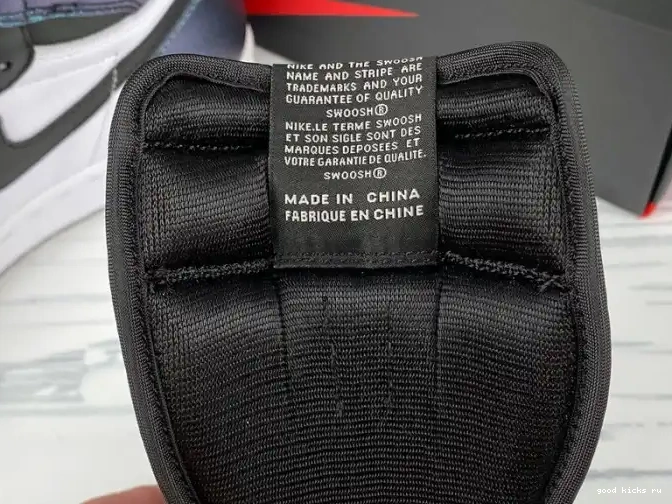 NIKE AND THE SWOOSH
NAME AND STRIPE ARE
TRADEMARKS AND YOUR
GUARANTEE OF QUALITY
SWOOSH®
NIKE.LE TERME SWOOSH
ET SON SIGLE SONT DES
MARQUES DEPOSEES ET
VOTRE GARANTIE DE QUALITE.
SWOOSH®
MADE IN CHINA
FABRIQUE EN CHINE
good kicks ru